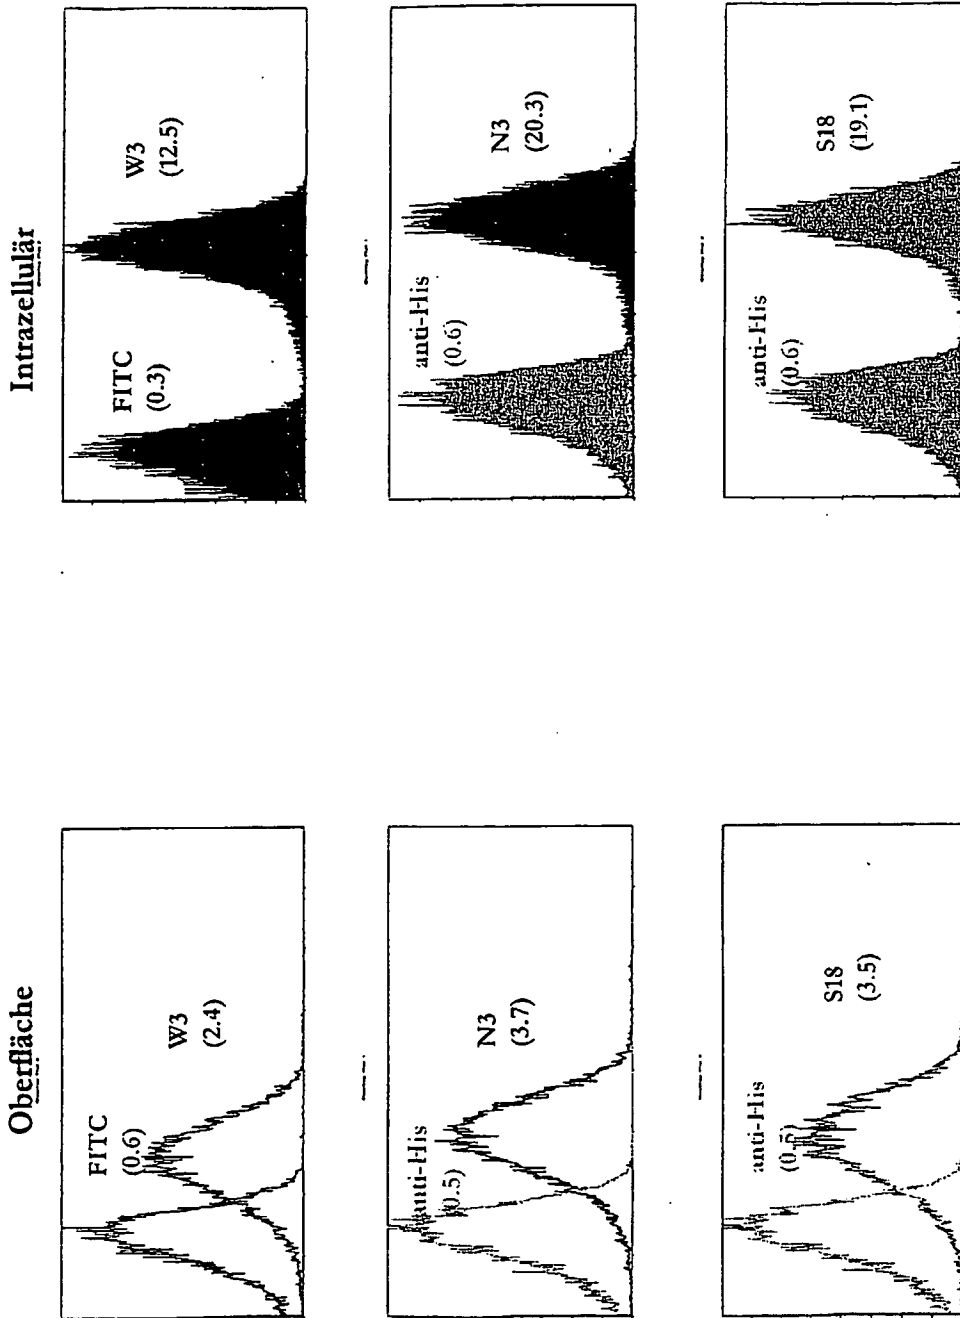 Intrazellulär
FITC
(0.3)
W3
(12.5)
anti-His
(0.6)
N3
(20.3)
anti-His
(0.6)
S18
(19.1)
Oberfläche
FITC
(0.6)
W3
(2.4)
anti-His
(0.5)
N3
(3.7)
anti-His
(0.5)
S18
(3.5)